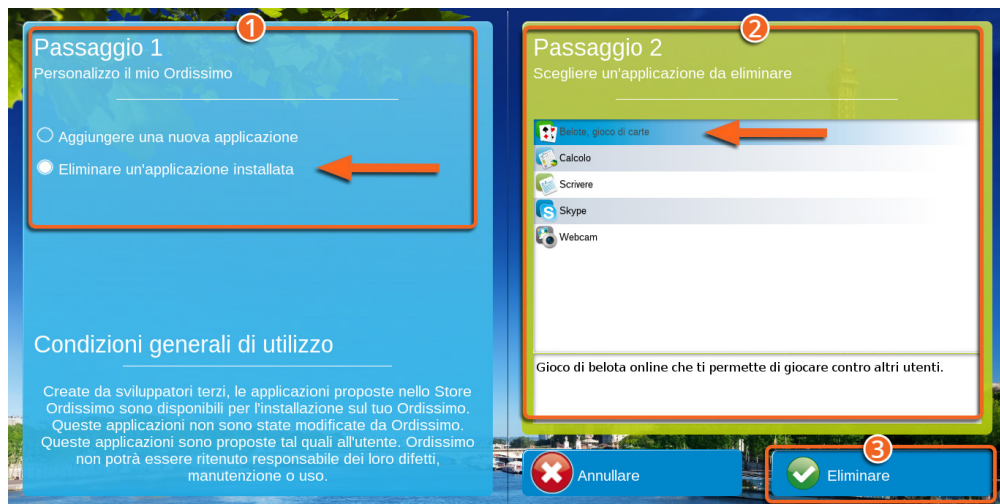 1
Passaggio 1
Personalizzo il mio Ordissimo
Aggiungere una nuova applicazione
Eliminare un'applicazione installata
Condizioni generali di utilizzo
Create da sviluppatori terzi, le applicazioni proposte nello Store
Ordissimo sono disponibili per l'installazione sul tuo Ordissimo.
Queste applicazioni non sono state modificate da Ordissimo.
Queste applicazioni sono proposte tal quali all'utente. Ordissimo
non potrà essere ritenuto responsabile dei loro difetti,
manutenzione o uso.
2
Passaggio 2
Scegliere un'applicazione da eliminare
Belote, gioco di carte
Calcolo
Scrivere
Skype
Webcam
Gioco di belota online che ti permette di giocare contro altri utenti.
Annullare
3
Eliminare